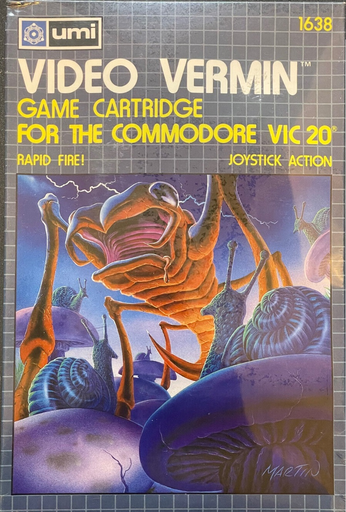 umi
1638
VIDEO VERMIN™
GAME CARTRIDGE
FOR THE COMMODORE VIC 20®
RAPID FIRE!
JOYSTICK ACTION
MARTIN